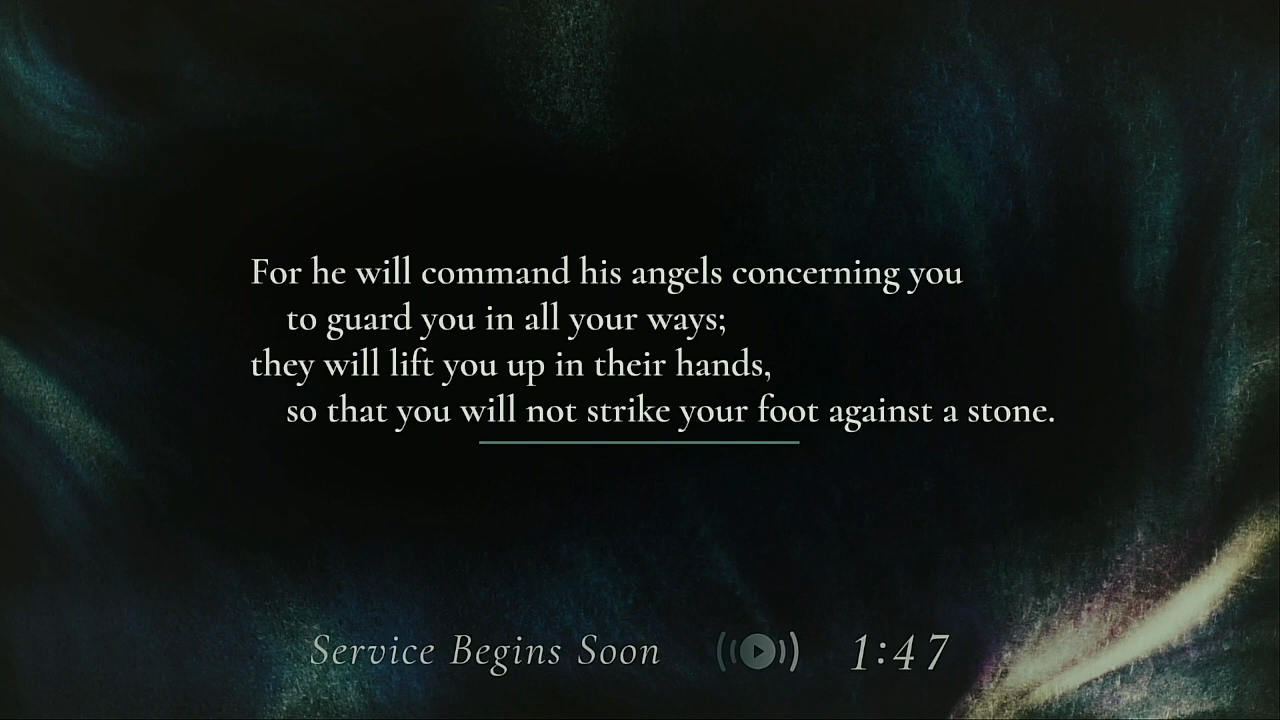 For he will command his angels concerning you
to guard you in all your ways;
they will lift you up in their hands,
so that you will not strike your foot against a stone.
Service Begins Soon 1:47